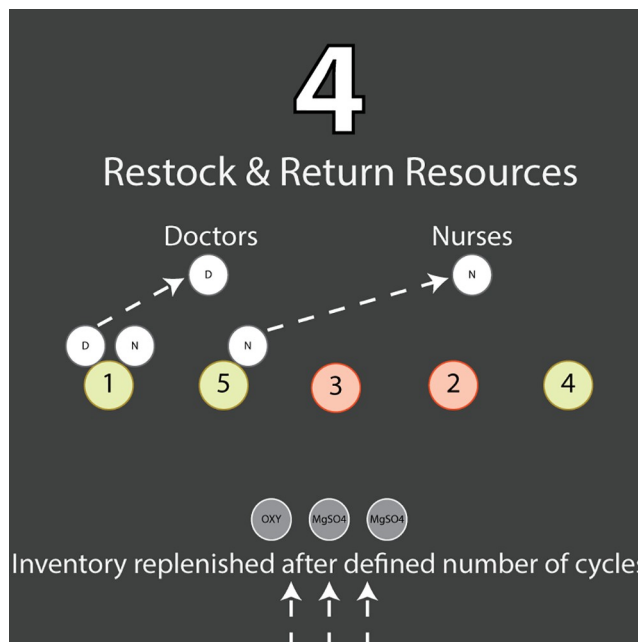 4
Restock & Return Resources
Doctors Nurses
D N
D N N
1 5 3 2 4
OXY MgSO4 MgSO4
Inventory replenished after defined number of cycles